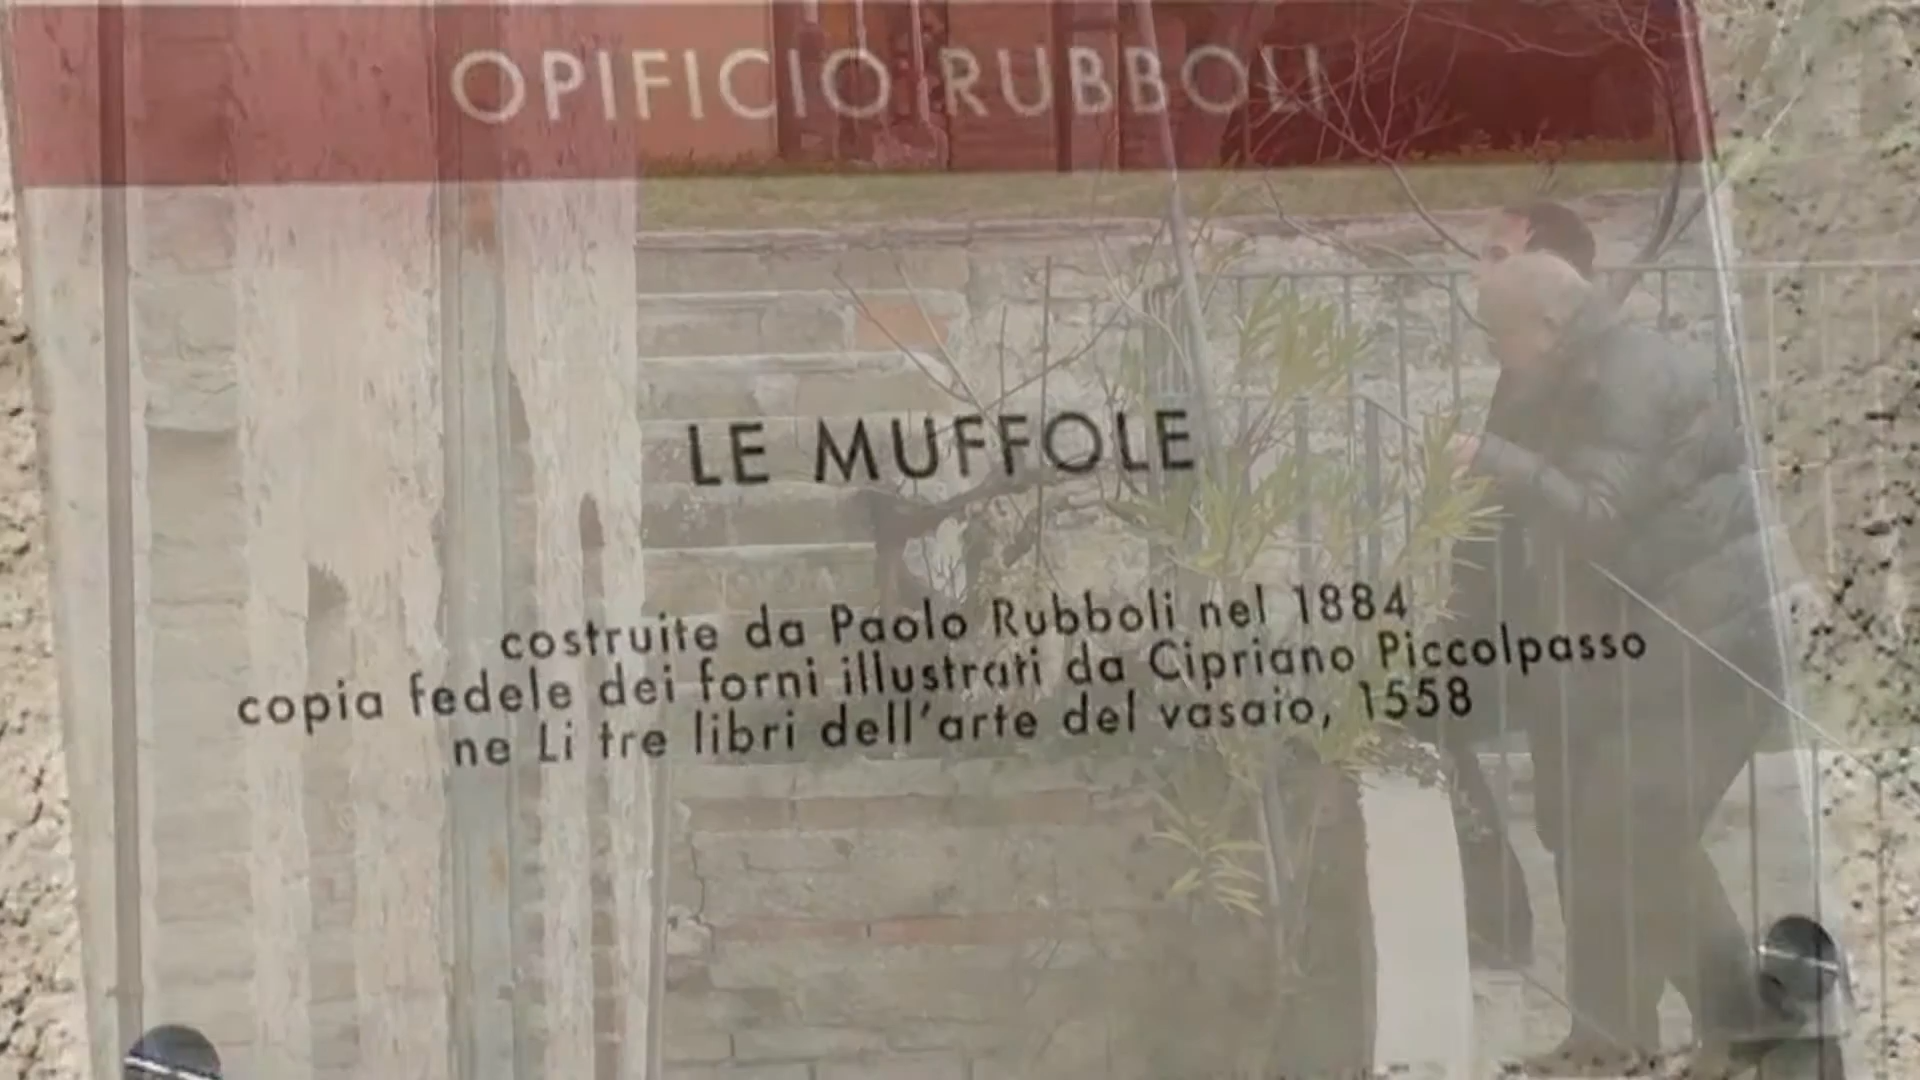 OPIFICIO RUBBOLI
LE MUFFOLE
costruite da Paolo Rubboli nel 1884
copia fedele dei forni illustrati da Cipriano Piccolpasso
ne Li tre libri dell'arte del vasaio, 1558